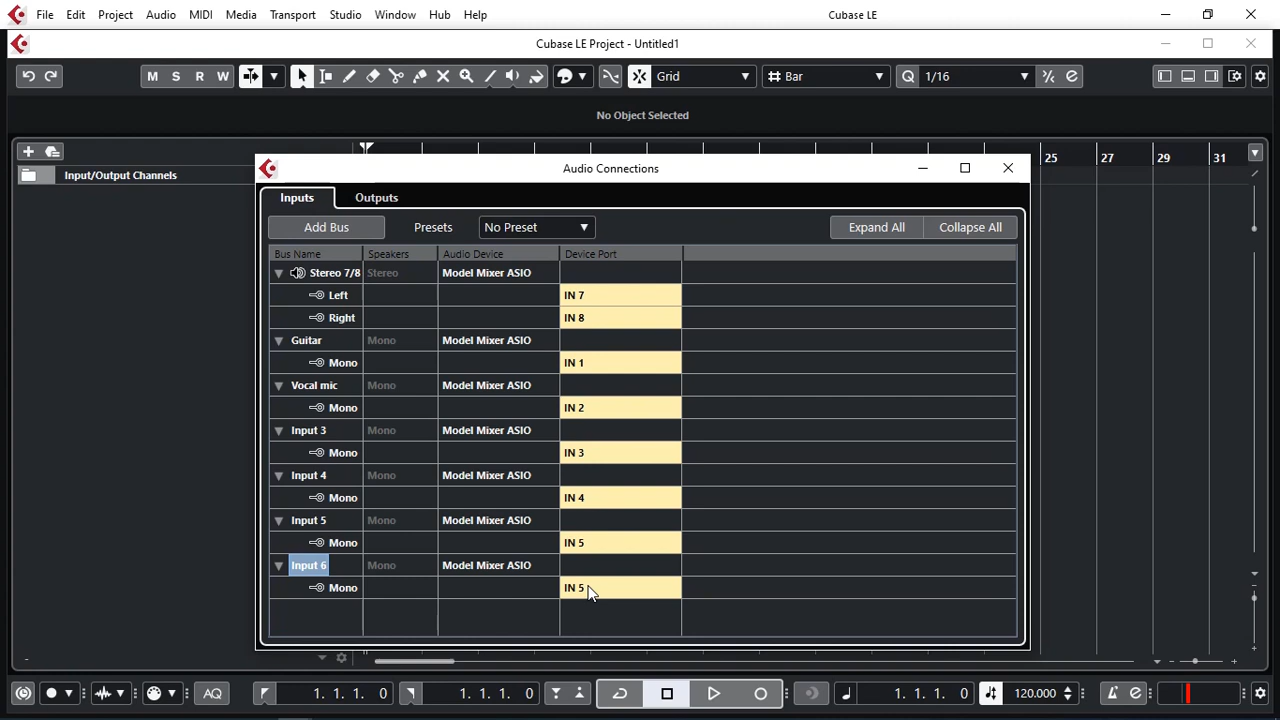 File Edit Project Audio MIDI Media Transport Studio Window Hub Help
Cubase LE
Cubase LE Project - Untitled1
M S R W
Grid
Bar
Q 1/16
No Object Selected
25 27 29 31
Input/Output Channels
Audio Connections
Inputs Outputs
Add Bus Presets No Preset Expand All Collapse All
Bus Name Speakers Audio Device Device Port
Stereo 7/8 Stereo Model Mixer ASIO
Left IN 7
Right IN 8
Guitar Mono Model Mixer ASIO
Mono IN 1
Vocal mic Mono Model Mixer ASIO
Mono IN 2
Input 3 Mono Model Mixer ASIO
Mono IN 3
Input 4 Mono Model Mixer ASIO
Mono IN 4
Input 5 Mono Model Mixer ASIO
Mono IN 5
Input 6 Mono Model Mixer ASIO
Mono IN 5
AQ 1. 1. 1. 0 1. 1. 1. 0 1. 1. 1. 0 120.000